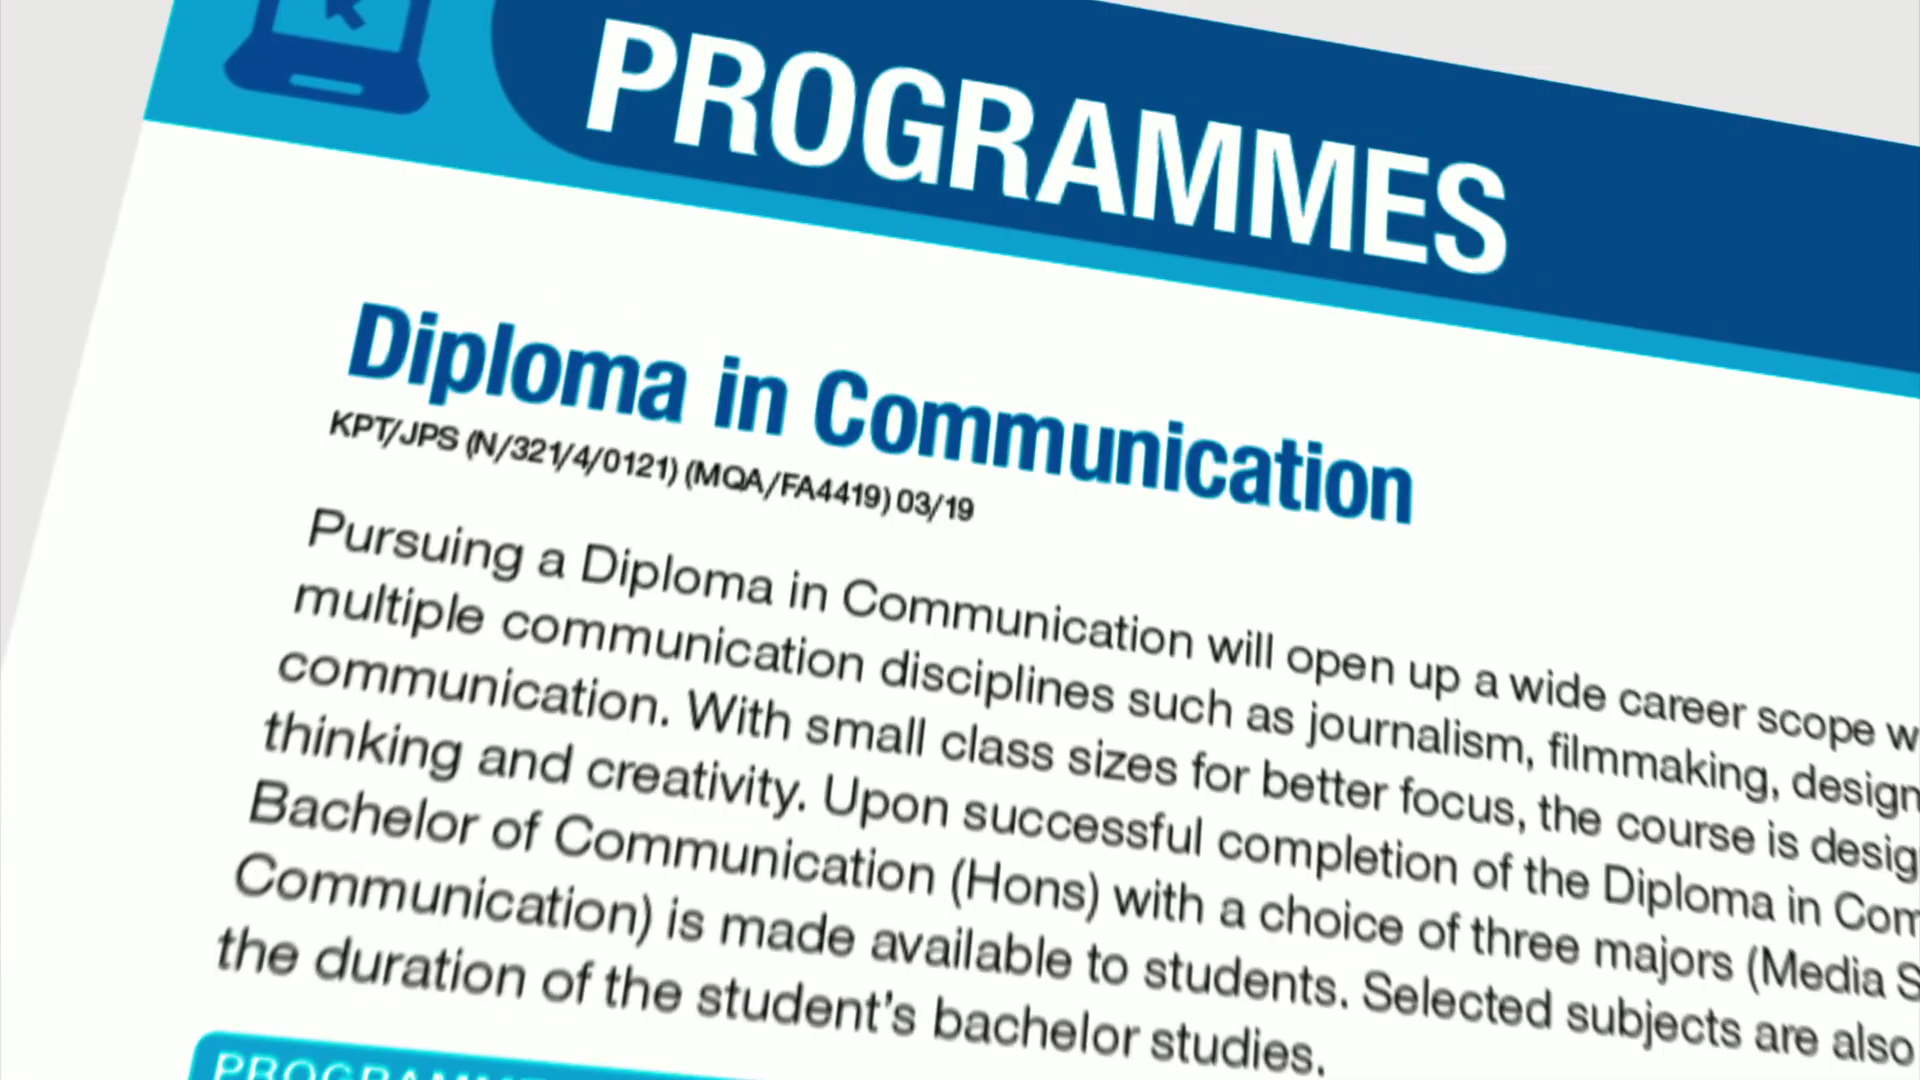 PROGRAMMES
Diploma in Communication
KPT/JPS (N/321/4/0121) (MQA/FA4419) 03/19
Pursuing a Diploma in Communication will open up a wide career scope
multiple communication disciplines such as journalism, filmmaking, design
communication. With small class sizes for better focus, the course is desig
thinking and creativity. Upon successful completion of the Diploma in Com
Bachelor of Communication (Hons) with a choice of three majors (Media S
Communication) is made available to students. Selected subjects are also
the duration of the student's bachelor studies.